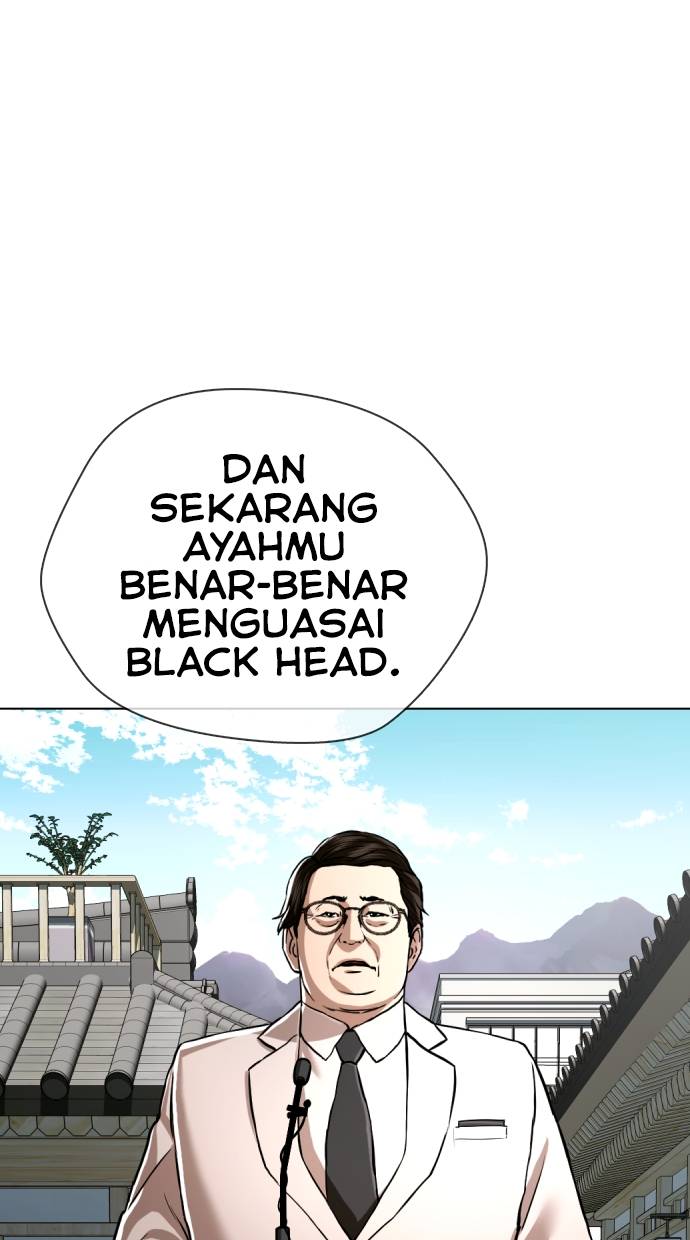 DAN
SEKARANG
AYAHMU
BENAR-BENAR
MENGUASAI
BLACK HEAD.